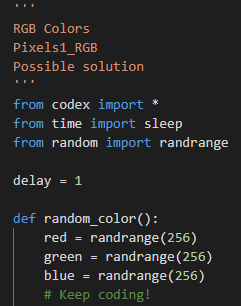 '''
RGB Colors
Pixels1_RGB
Possible solution
'''
from codex import *
from time import sleep
from random import randrange
delay = 1
def random_color():
    red = randrange(256)
    green = randrange(256)
    blue = randrange(256)
    # Keep coding!